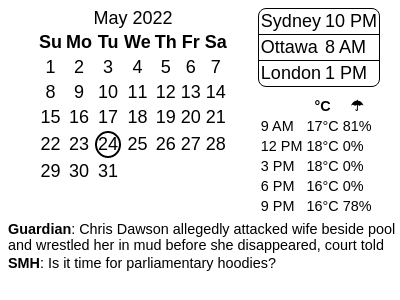 May 2022
Su Mo Tu We Th Fr Sa
1 2 3 4 5 6 7
8 9 10 11 12 13 14
15 16 17 18 19 20 21
22 23 24 25 26 27 28
29 30 31
Sydney 10 PM
Ottawa 8 AM
London 1 PM
°C ☂
9 AM 17°C 81%
12 PM 18°C 0%
3 PM 18°C 0%
6 PM 16°C 0%
9 PM 16°C 78%
Guardian: Chris Dawson allegedly attacked wife beside pool
and wrestled her in mud before she disappeared, court told
SMH: Is it time for parliamentary hoodies?